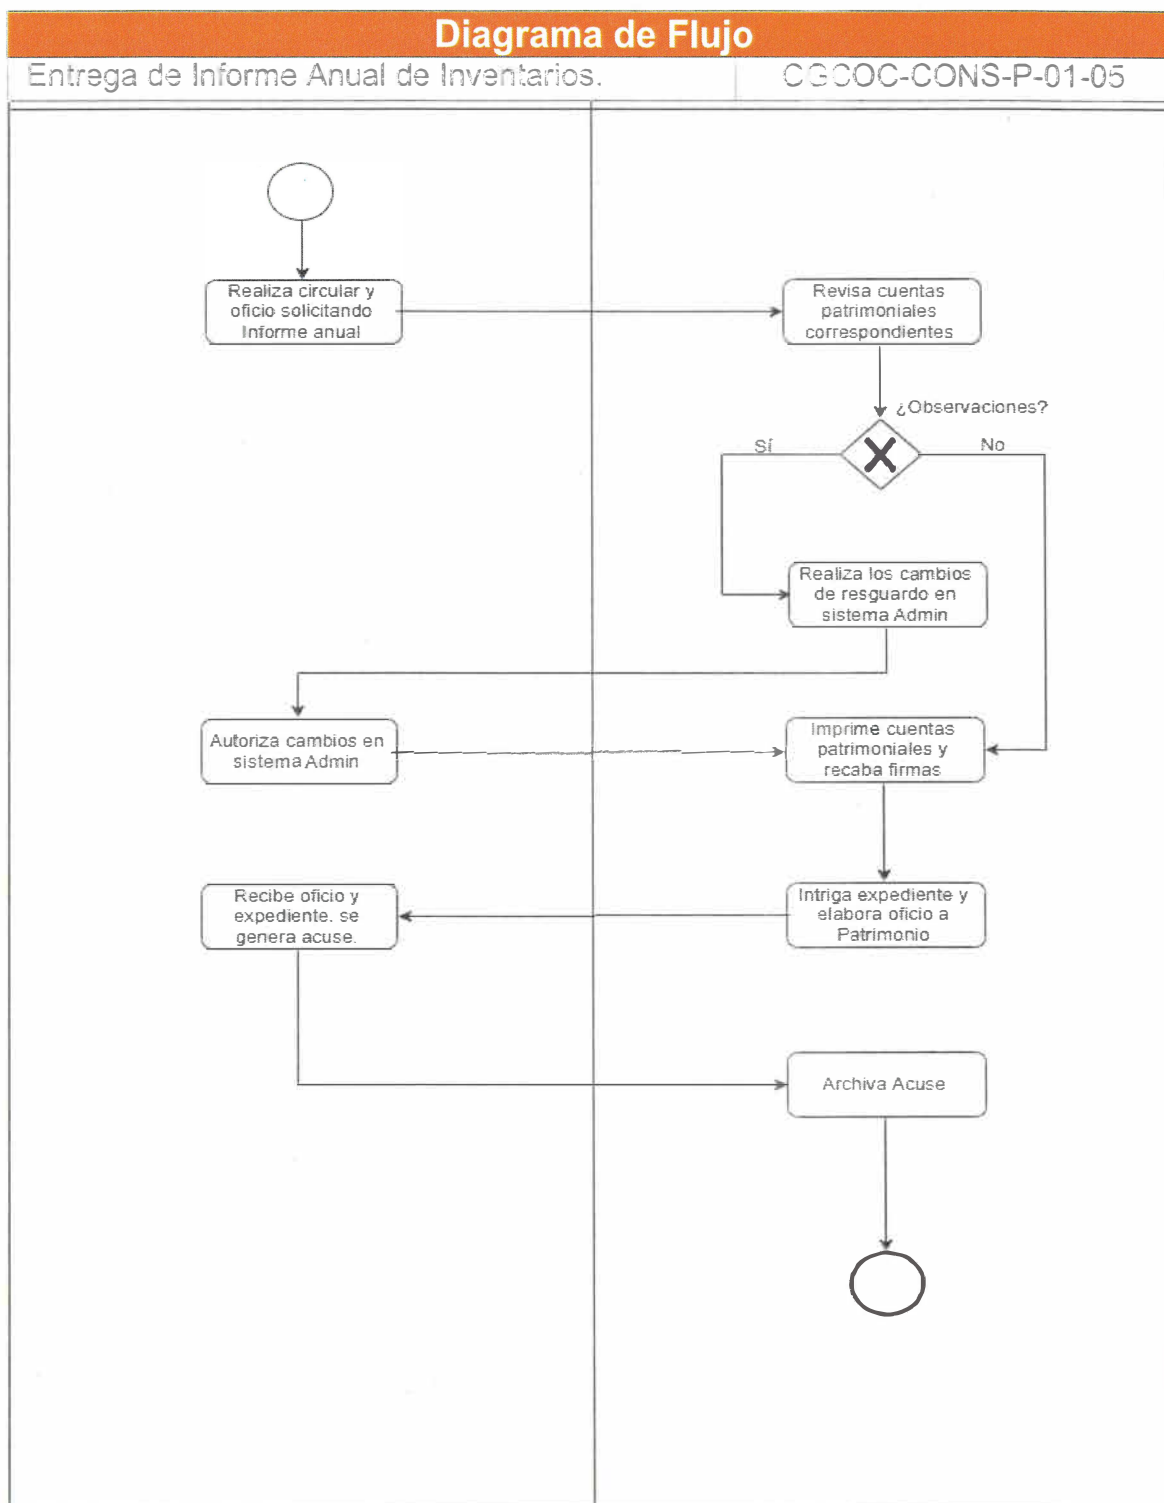 Diagrama de Flujo
Entrega de Informe Anual de Inventarios.
CGCOC-CONS-P-01-05
Realiza circular y
oficio solicitando
Informe anual
Revisa cuentas
patrimoniales
correspondientes
¿Observaciones?
Sí
No
Realiza los cambios
de resguardo en
sistema Admin
Autoriza cambios en
sistema Admin
Imprime cuentas
patrimoniales y
recaba firmas
Recibe oficio y
expediente. se
genera acuse.
Intriga expediente y
elabora oficio a
Patrimonio
Archiva Acuse